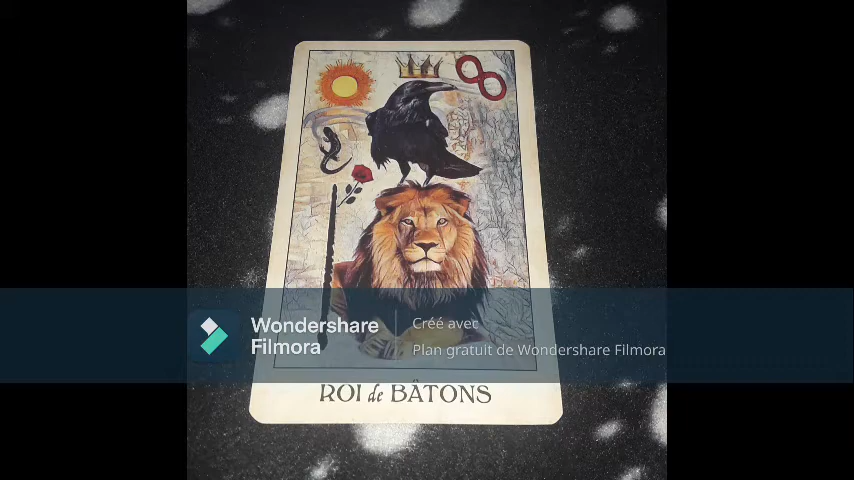 Wondershare
Filmora
Créé avec
Plan gratuit de Wondershare Filmora
ROI de BÂTONS